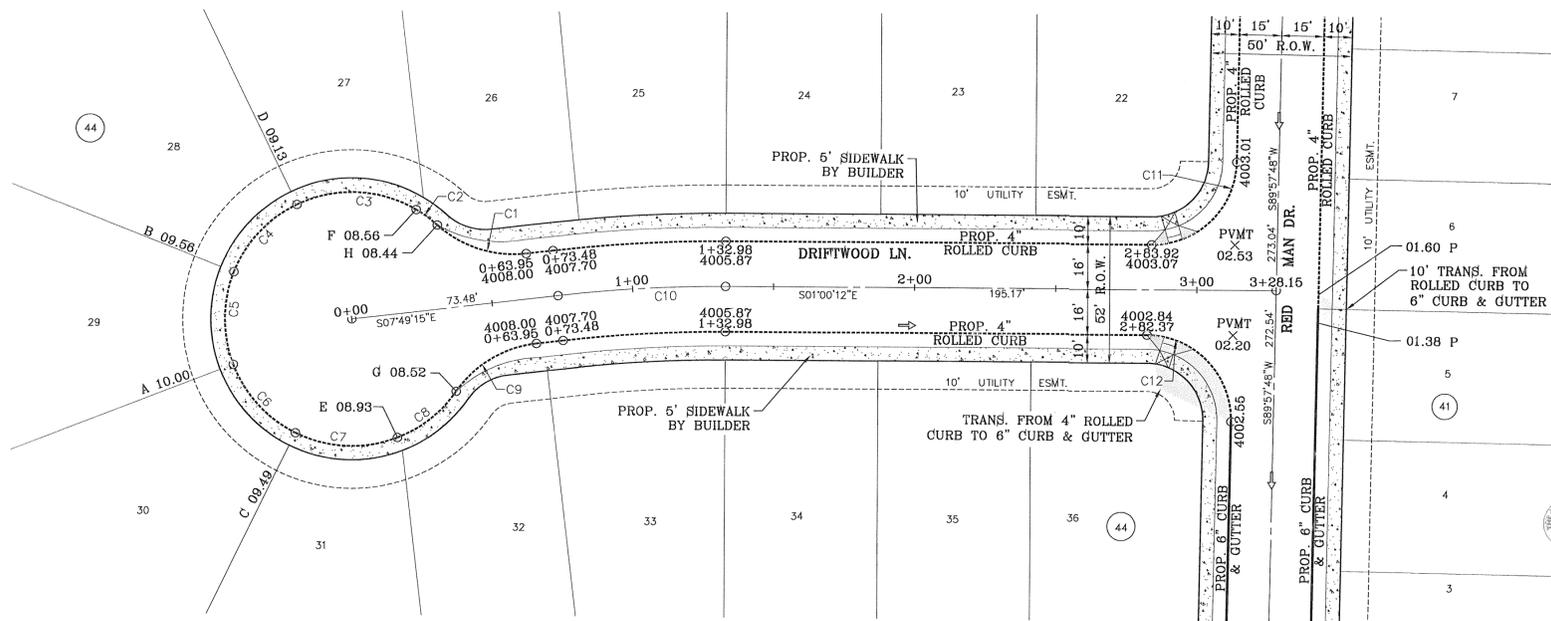 10' 15' 15' 10'
50' R.O.W.
PROP. 4"
ROLLED
CURB
PROP. 4"
ROLLED CURB
7
6
5
4
3
41
27
26
25
24
23
22
44
28
29
30
31
32
33
34
35
36
44
D 09.13
B 09.56
A 10.00
C 09.49
F 08.56
H 08.44
G 08.52
E 08.93
C1
C2
C3
C4
C5
C6
C7
C8
C9
C10
C11
C12
PROP. 5' SIDEWALK
BY BUILDER
10' UTILITY ESMT.
4003.01
S89°57'48"W 273.04'
RED MAN DR.
10' UTILITY ESMT.
0+63.95
4008.00
0+73.48
4007.70
1+32.98
4005.87
DRIFTWOOD LN.
PROP. 4"
ROLLED CURB
2+83.92
4003.07
PVMT
02.53
01.60 P
10' TRANS. FROM
ROLLED CURB TO
6" CURB & GUTTER
01.38 P
0+00
73.48'
S07°49'15"E
1+00
S01°00'12"E
2+00
195.17'
3+00
3+28.15
10'
16'
16'
10'
52' R.O.W.
4008.00
0+63.95
4007.70
0+73.48
4005.87
1+32.98
PROP. 4"
ROLLED CURB
4002.84
2+82.37
PVMT
02.20
S89°57'48"W 272.54'
10' UTILITY ESMT.
PROP. 5' SIDEWALK
BY BUILDER
TRANS. FROM 4" ROLLED
CURB TO 6" CURB & GUTTER
4002.55
PROP. 6" CURB
& GUTTER
PROP. 6" CURB
& GUTTER